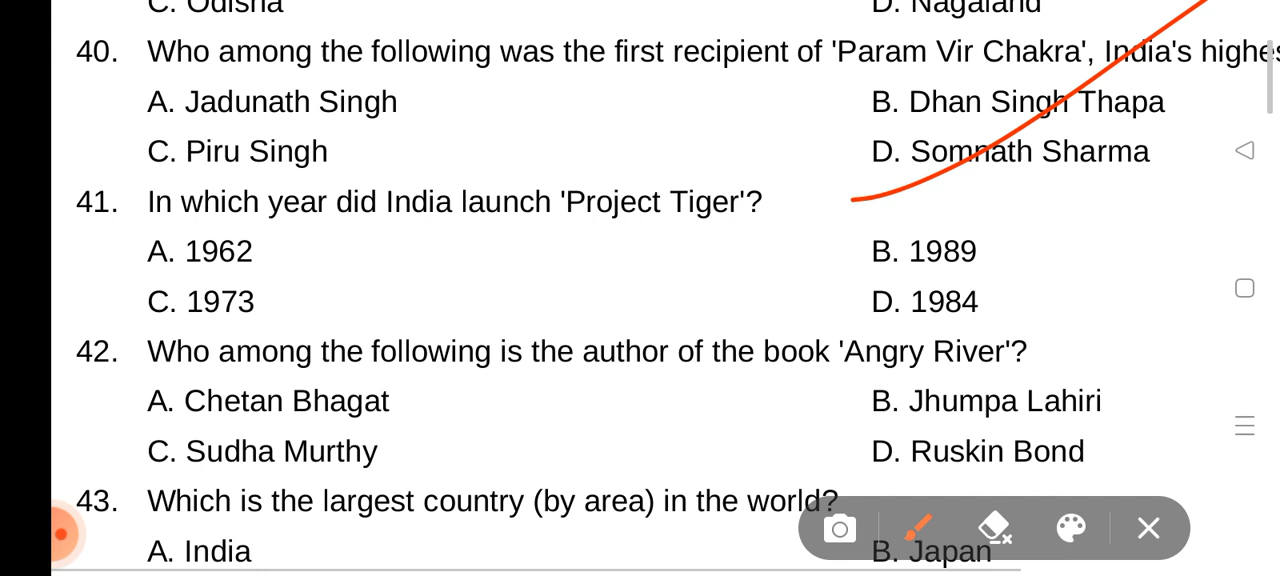 C. Odisha D. Nagaland
40. Who among the following was the first recipient of 'Param Vir Chakra', India's
A. Jadunath Singh B. Dhan Singh Thapa
C. Piru Singh D. Somnath Sharma
41. In which year did India launch 'Project Tiger'?
A. 1962 B. 1989
C. 1973 D. 1984
42. Who among the following is the author of the book 'Angry River'?
A. Chetan Bhagat B. Jhumpa Lahiri
C. Sudha Murthy D. Ruskin Bond
43. Which is the largest country (by area) in the world?
A. India B. Japan